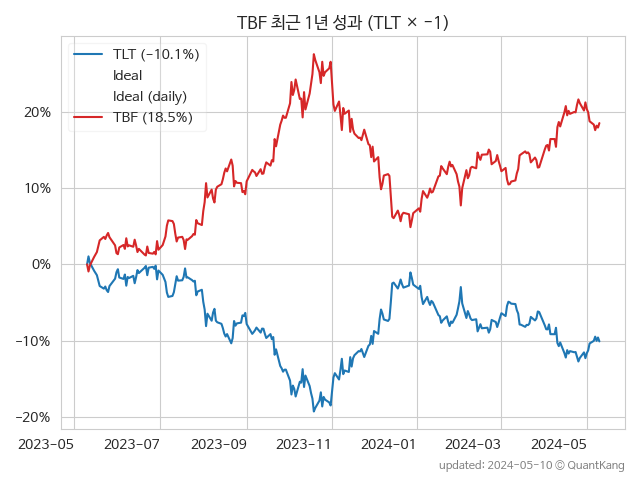 TBF 최근 1년 성과 (TLT × −1)
TLT (−10.1%)
Ideal
Ideal (daily)
TBF (18.5%)
20%
10%
0%
−10%
−20%
2023−05
2023−07
2023−09
2023−11
2024−01
2024−03
2024−05
updated: 2024−05−10 © QuantKang